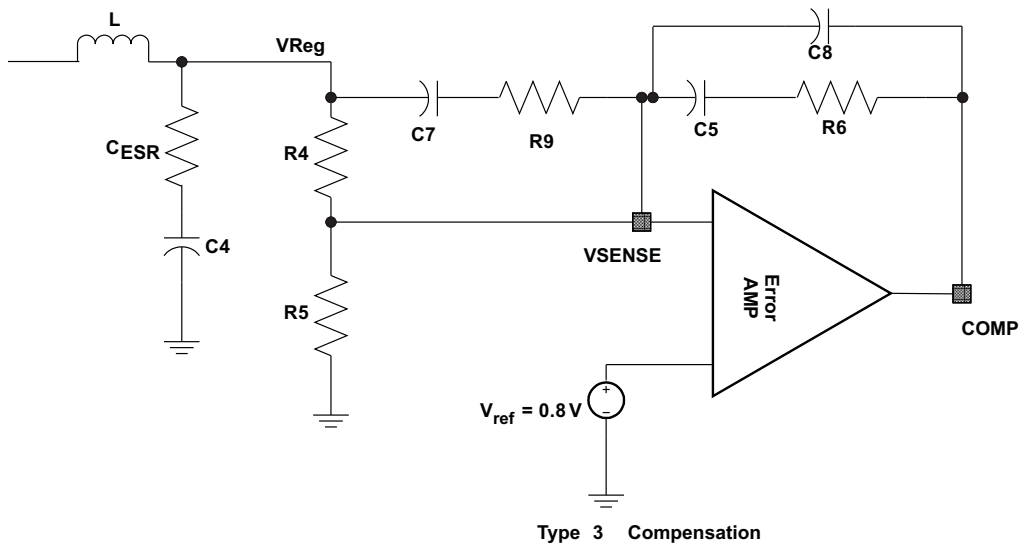 L
VReg
C8
C7
R9
C5
R6
CESR
R4
C4
VSENSE
R5
Error
AMP
COMP
Vref = 0.8 V
+
−
Type 3 Compensation